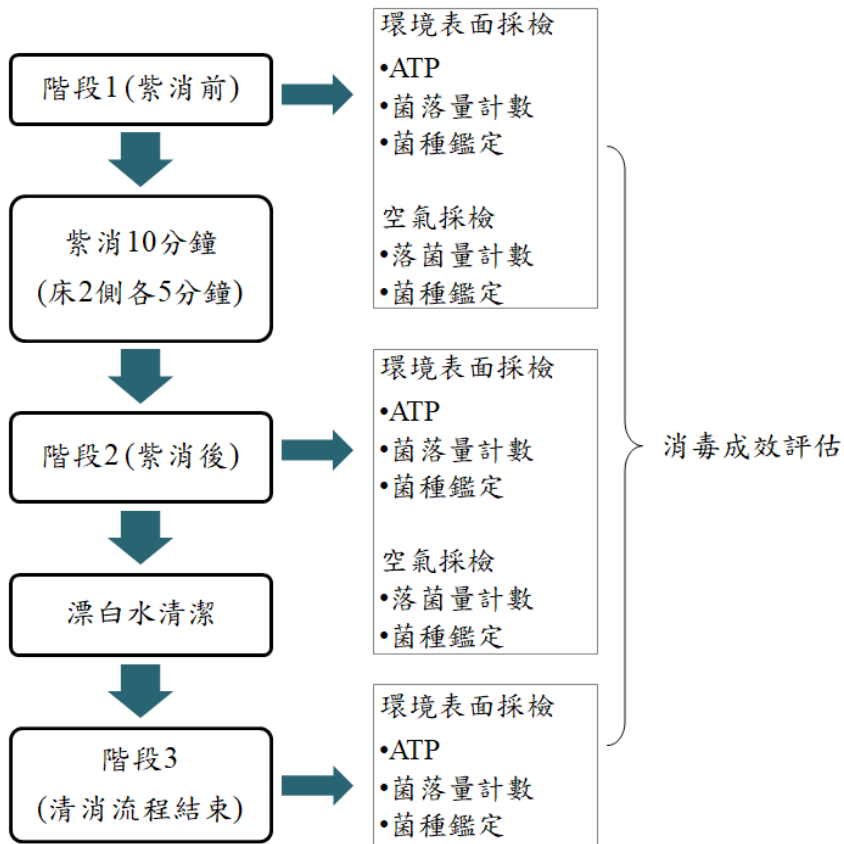 環境表面採檢
•ATP
•菌落量計數
•菌種鑑定
空氣採檢
•落菌量計數
•菌種鑑定
階段1(紫消前)
紫消10分鐘
(床2側各5分鐘)
環境表面採檢
•ATP
•菌落量計數
•菌種鑑定
空氣採檢
•落菌量計數
•菌種鑑定
階段2(紫消後)
消毒成效評估
漂白水清潔
環境表面採檢
•ATP
•菌落量計數
•菌種鑑定
階段3
(清消流程結束)